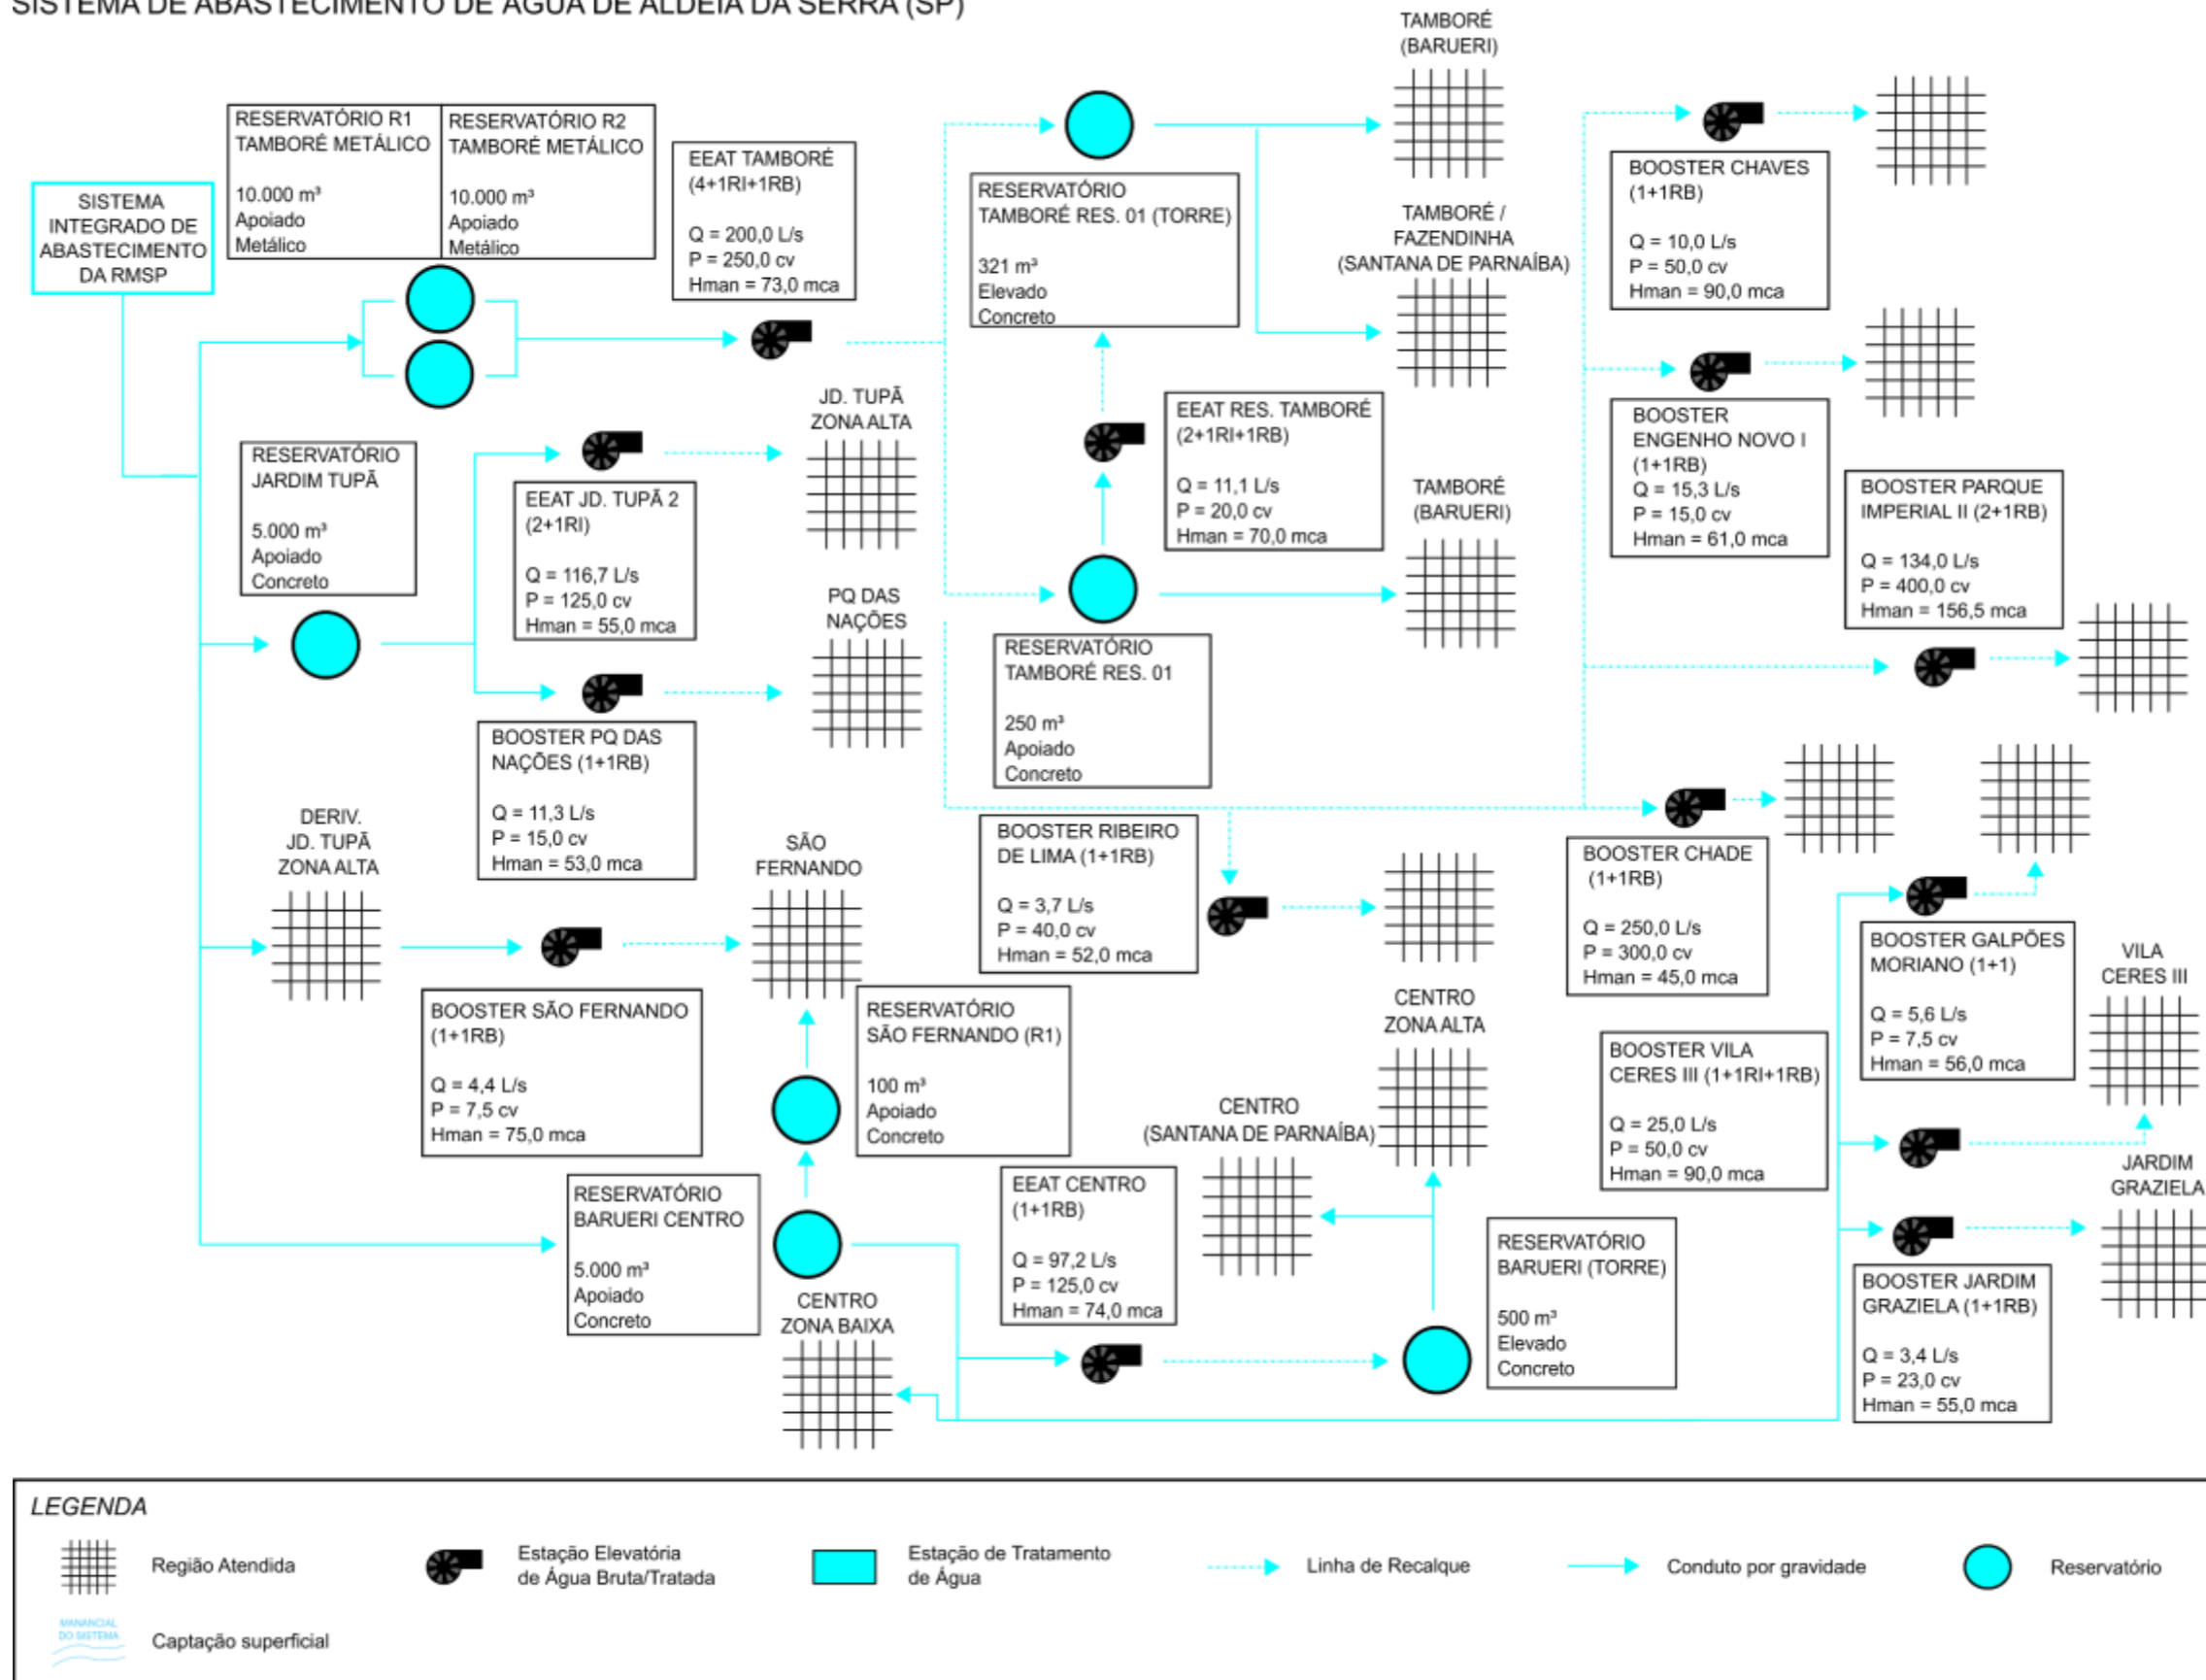 SISTEMA DE ABASTECIMENTO DE ÁGUA DE ALDEIA DA SERRA (SP)
SISTEMA
INTEGRADO DE
ABASTECIMENTO
DA RMSP
RESERVATÓRIO R1
TAMBORÉ METÁLICO
10.000 m³
Apoiado
Metálico
RESERVATÓRIO R2
TAMBORÉ METÁLICO
10.000 m³
Apoiado
Metálico
EEAT TAMBORÉ
(4+1RI+1RB)
Q = 200,0 L/s
P = 250,0 cv
Hman = 73,0 mca
RESERVATÓRIO
TAMBORÉ RES. 01 (TORRE)
321 m³
Elevado
Concreto
TAMBORÉ
(BARUERI)
TAMBORÉ /
FAZENDINHA
(SANTANA DE PARNAÍBA)
BOOSTER CHAVES
(1+1RB)
Q = 10,0 L/s
P = 50,0 cv
Hman = 90,0 mca
RESERVATÓRIO
JARDIM TUPÃ
5.000 m³
Apoiado
Concreto
EEAT JD. TUPÃ 2
(2+1RI)
Q = 116,7 L/s
P = 125,0 cv
Hman = 55,0 mca
JD. TUPÃ
ZONA ALTA
EEAT RES. TAMBORÉ
(2+1RI+1RB)
Q = 11,1 L/s
P = 20,0 cv
Hman = 70,0 mca
TAMBORÉ
(BARUERI)
BOOSTER
ENGENHO NOVO I
(1+1RB)
Q = 15,3 L/s
P = 15,0 cv
Hman = 61,0 mca
BOOSTER PARQUE
IMPERIAL II (2+1RB)
Q = 134,0 L/s
P = 400,0 cv
Hman = 156,5 mca
PQ DAS
NAÇÕES
BOOSTER PQ DAS
NAÇÕES (1+1RB)
Q = 11,3 L/s
P = 15,0 cv
Hman = 53,0 mca
RESERVATÓRIO
TAMBORÉ RES. 01
250 m³
Apoiado
Concreto
DERIV.
JD. TUPÃ
ZONA ALTA
SÃO
FERNANDO
BOOSTER RIBEIRO
DE LIMA (1+1RB)
Q = 3,7 L/s
P = 40,0 cv
Hman = 52,0 mca
BOOSTER CHADE
(1+1RB)
Q = 250,0 L/s
P = 300,0 cv
Hman = 45,0 mca
BOOSTER GALPÕES
MORIANO (1+1)
Q = 5,6 L/s
P = 7,5 cv
Hman = 56,0 mca
VILA
CERES III
BOOSTER SÃO FERNANDO
(1+1RB)
Q = 4,4 L/s
P = 7,5 cv
Hman = 75,0 mca
RESERVATÓRIO
SÃO FERNANDO (R1)
100 m³
Apoiado
Concreto
CENTRO
ZONA ALTA
CENTRO
(SANTANA DE PARNAÍBA)
BOOSTER VILA
CERES III (1+1RI+1RB)
Q = 25,0 L/s
P = 50,0 cv
Hman = 90,0 mca
JARDIM
GRAZIELA
RESERVATÓRIO
BARUERI CENTRO
5.000 m³
Apoiado
Concreto
EEAT CENTRO
(1+1RB)
Q = 97,2 L/s
P = 125,0 cv
Hman = 74,0 mca
RESERVATÓRIO
BARUERI (TORRE)
500 m³
Elevado
Concreto
BOOSTER JARDIM
GRAZIELA (1+1RB)
Q = 3,4 L/s
P = 23,0 cv
Hman = 55,0 mca
CENTRO
ZONA BAIXA
LEGENDA
Região Atendida
Estação Elevatória
de Água Bruta/Tratada
Estação de Tratamento
de Água
Linha de Recalque
Conduto por gravidade
Reservatório
MANANCIAL
DO SISTEMA
Captação superficial